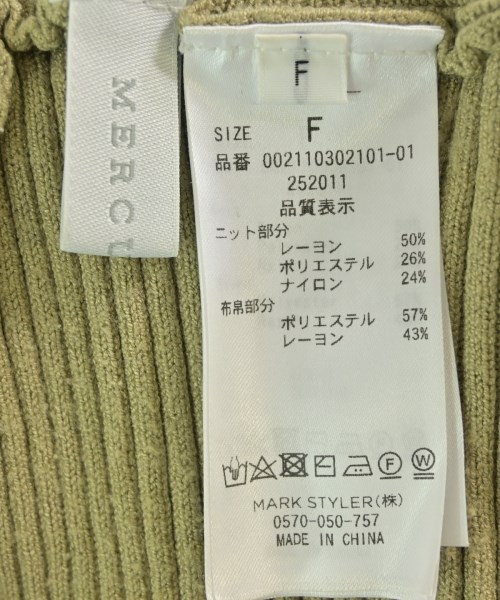 MERCU
F
SIZE F
品番 002110302101-01
252011
品質表示
ニット部分
レーヨン 50%
ポリエステル 26%
ナイロン 24%
布帛部分
ポリエステル 57%
レーヨン 43%
F W
MARK STYLER(株)
0570-050-757
MADE IN CHINA